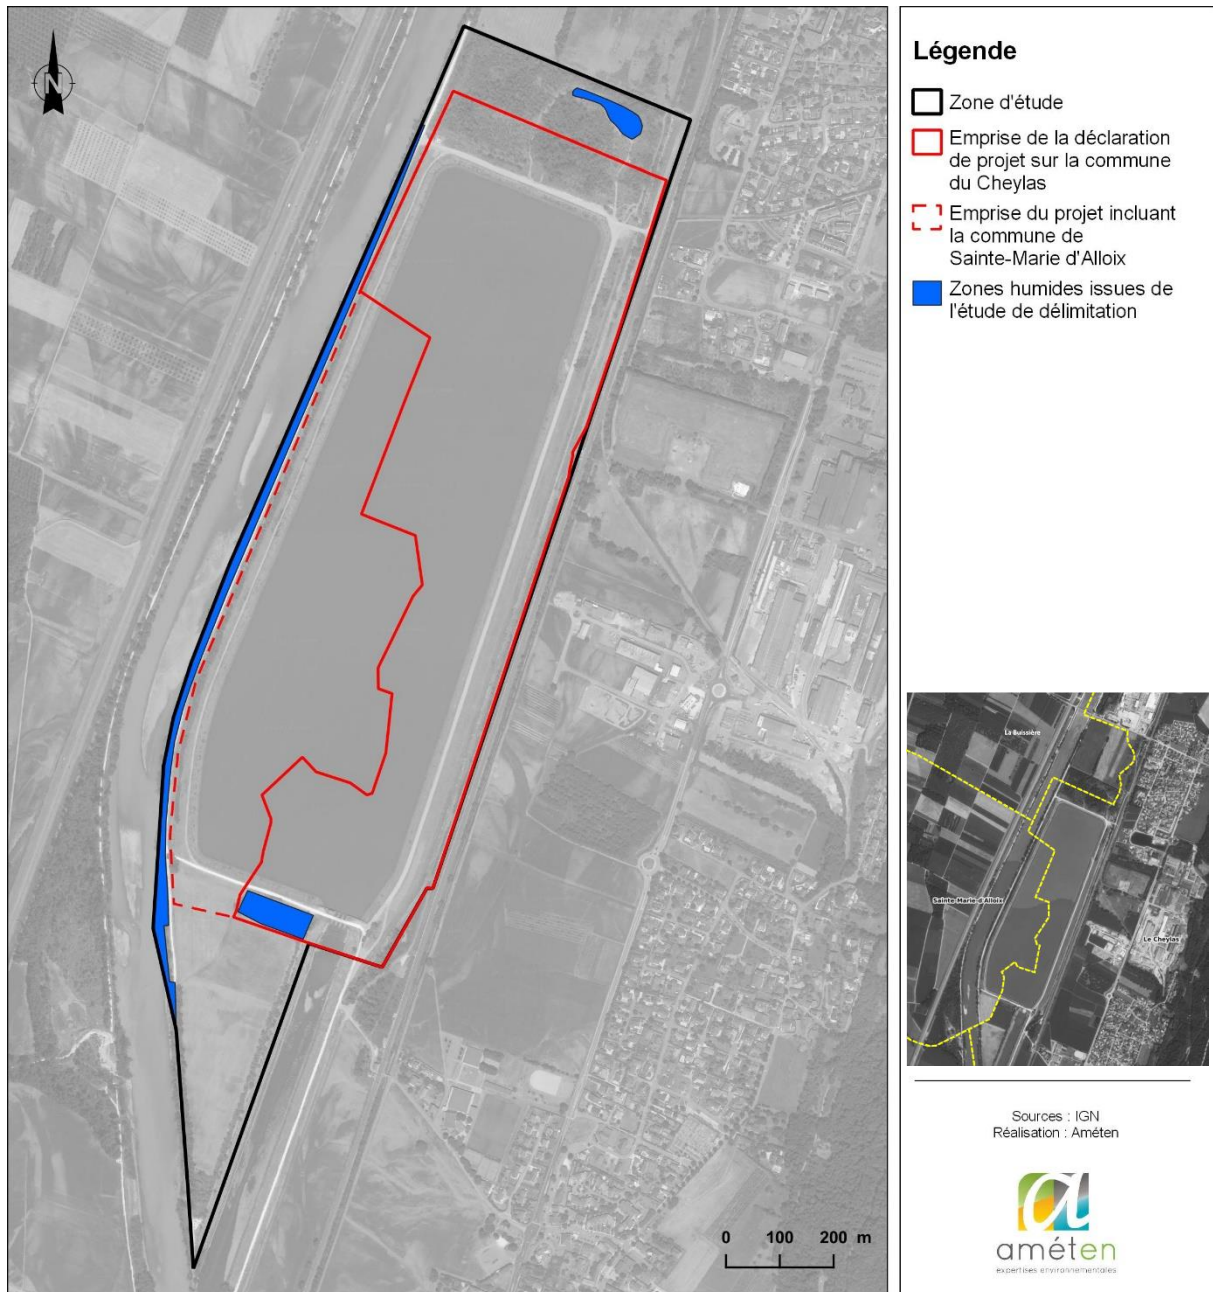 N
Légende
Zone d'étude
Emprise de la déclaration
de projet sur la commune
du Cheylas
Emprise du projet incluant
la commune de
Sainte-Marie d'Alloix
Zones humides issues de
l'étude de délimitation
La Buissière
Sainte-Marie-d'Alloix
Le Cheylas
0 100 200 m
Sources : IGN
Réalisation : Améten
améten
expertises environnementales